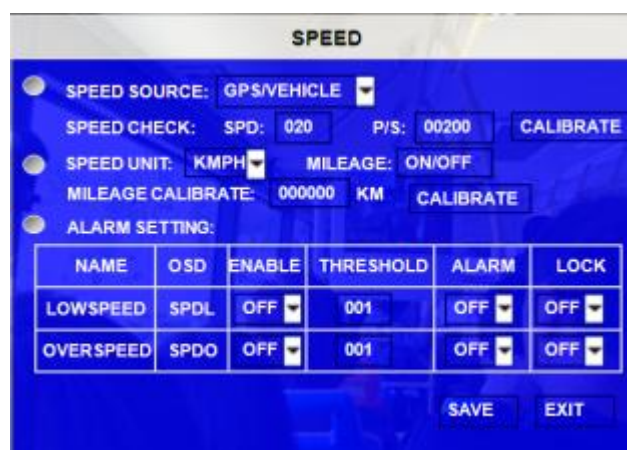 SPEED
SPEED SOURCE: GPS/VEHICLE
SPEED CHECK: SPD: 020 P/S: 00200 CALIBRATE
SPEED UNIT: KMPH MILEAGE: ON/OFF
MILEAGE CALIBRATE: 000000 KM CALIBRATE
ALARM SETTING:
NAME OSD ENABLE THRESHOLD ALARM LOCK
LOWSPEED SPDL OFF 001 OFF OFF
OVERSPEED SPDO OFF 001 OFF OFF
SAVE EXIT